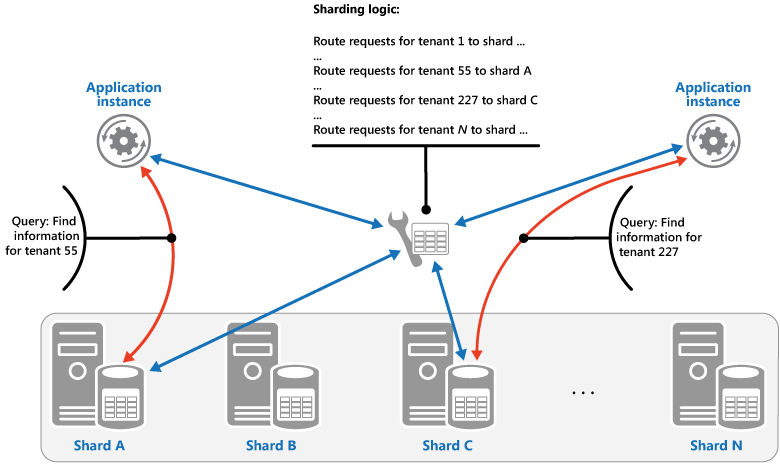 Sharding logic:
Route requests for tenant 1 to shard ...
...
Route requests for tenant 55 to shard A
...
Route requests for tenant 227 to shard C
...
Route requests for tenant N to shard ...
Application
instance
Application
instance
Query: Find
information
for tenant 55
Query: Find
information for
tenant 227
...
Shard A
Shard B
Shard C
Shard N